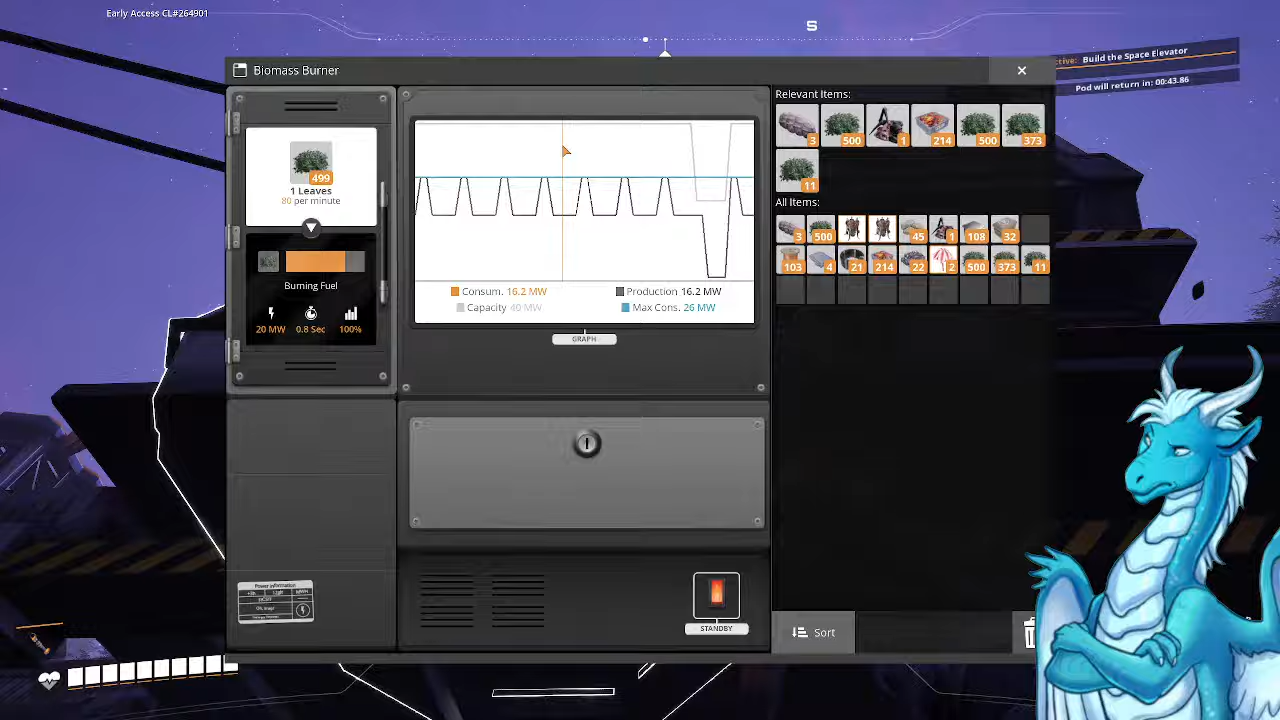 Early Access CL#264901
S
Biomass Burner
ctive: Build the Space Elevator
Pod will return in: 00:43.86
499
1 Leaves
80 per minute
Burning Fuel
20 MW 0.8 Sec 100%
Consum. 16.2 MW Production 16.2 MW
Capacity 40 MW Max Cons. 26 MW
GRAPH
Power Information
STANDBY
Relevant Items:
3 500 1 214 500 373
11
All Items:
3 500 45 1 108 32
103 4 21 214 22 2 500 373 11
Sort